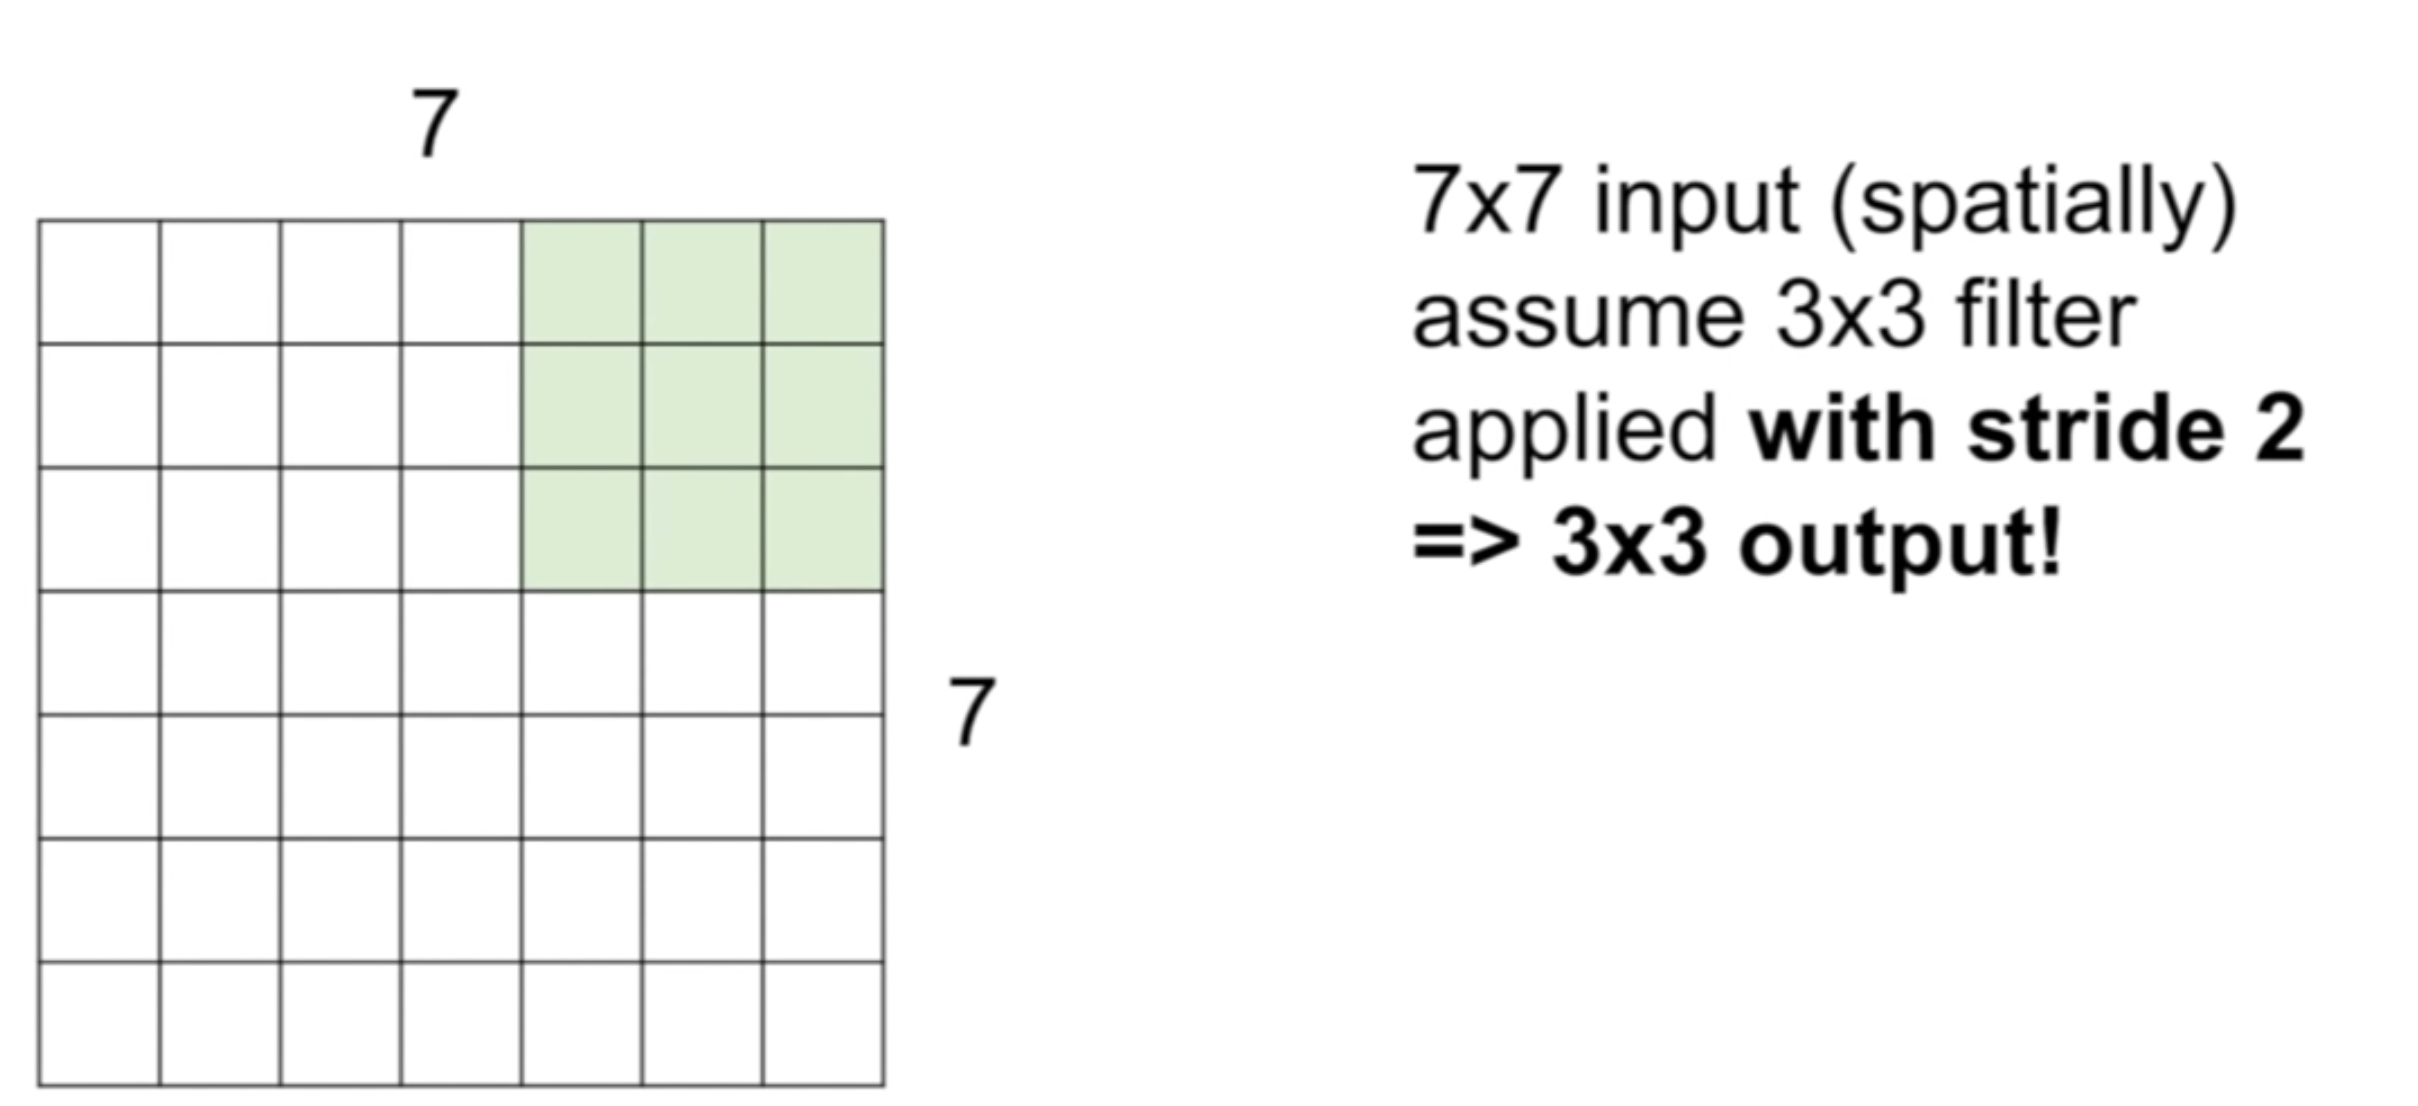 7
7x7 input (spatially)
assume 3x3 filter
applied with stride 2
=> 3x3 output!
7